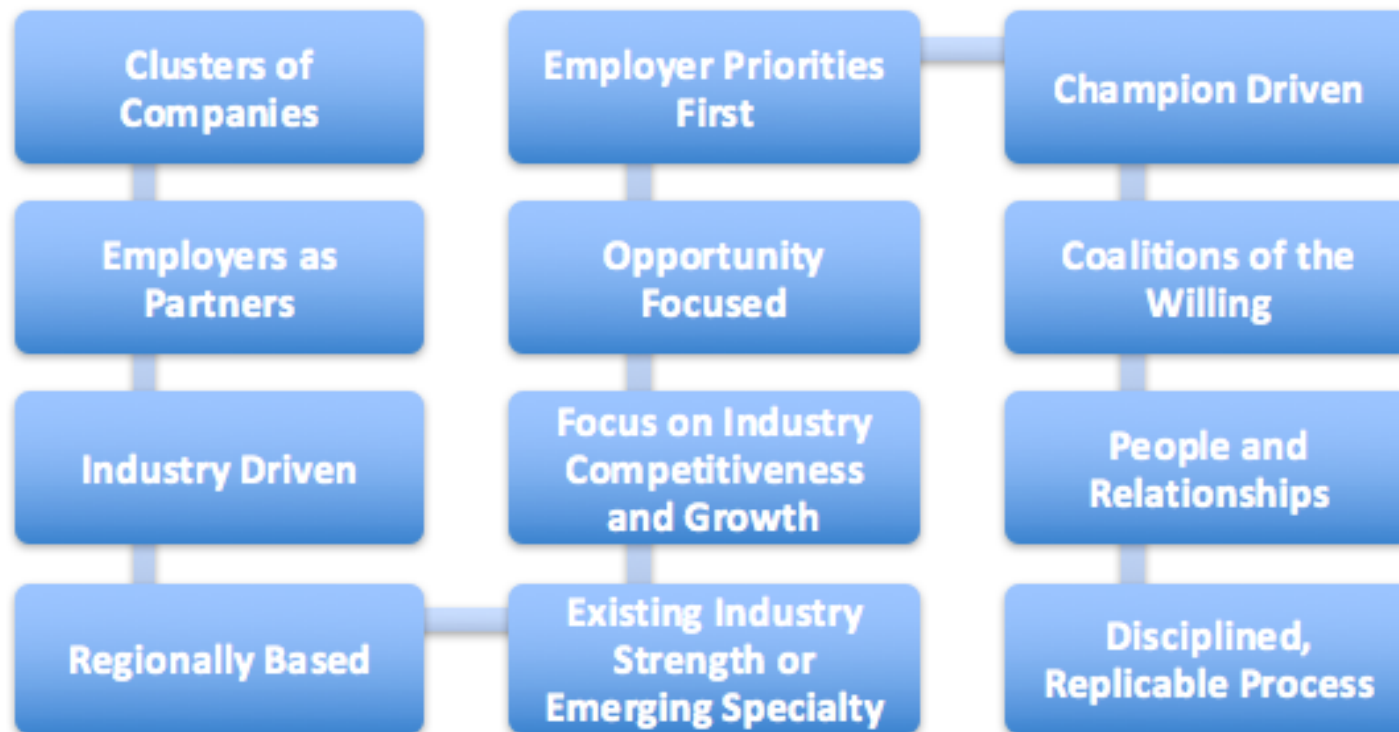 Clusters of
Companies
Employers as
Partners
Industry Driven
Regionally Based
Existing Industry
Strength or
Emerging Specialty
Focus on Industry
Competitiveness
and Growth
Opportunity
Focused
Employer Priorities
First
Champion Driven
Coalitions of the
Willing
People and
Relationships
Disciplined,
Replicable Process